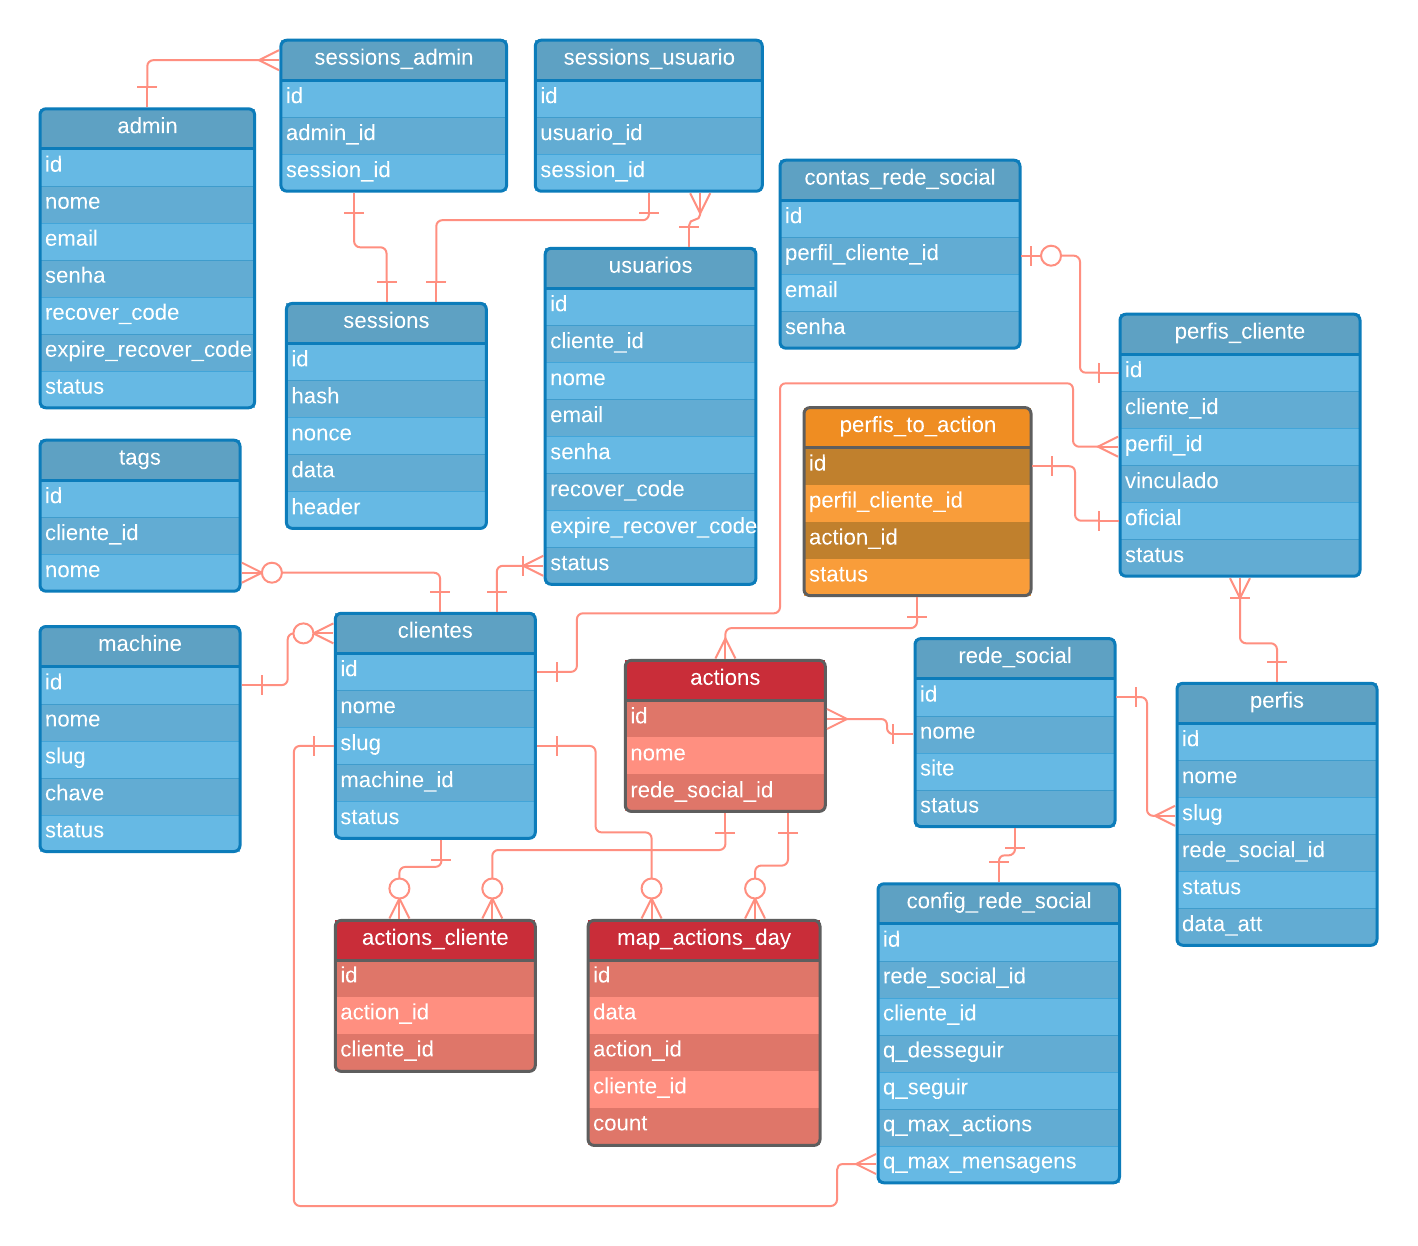 sessions_admin
id
admin_id
session_id
sessions_usuario
id
usuario_id
session_id
admin
id
nome
email
senha
recover_code
expire_recover_code
status
contas_rede_social
id
perfil_cliente_id
email
senha
usuarios
id
cliente_id
nome
email
senha
recover_code
expire_recover_code
status
sessions
id
hash
nonce
data
header
perfis_cliente
id
cliente_id
perfil_id
vinculado
oficial
status
perfis_to_action
id
perfil_cliente_id
action_id
status
tags
id
cliente_id
nome
clientes
id
nome
slug
machine_id
status
machine
id
nome
slug
chave
status
actions
id
nome
rede_social_id
rede_social
id
nome
site
status
perfis
id
nome
slug
rede_social_id
status
data_att
actions_cliente
id
action_id
cliente_id
map_actions_day
id
data
action_id
cliente_id
count
config_rede_social
id
rede_social_id
cliente_id
q_desseguir
q_seguir
q_max_actions
q_max_mensagens